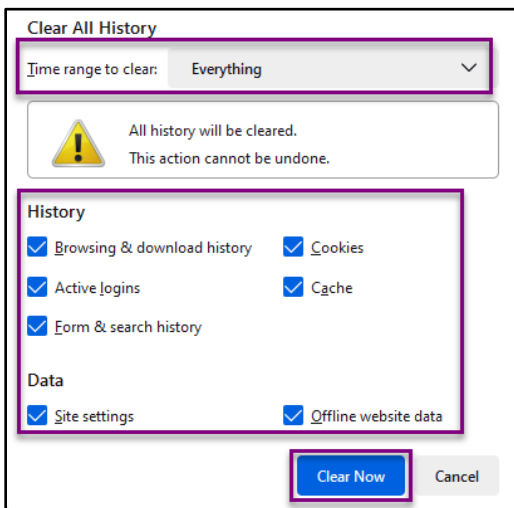 Clear All History
Time range to clear: Everything
All history will be cleared.
This action cannot be undone.
History
Browsing & download history Cookies
Active logins Cache
Form & search history
Data
Site settings Offline website data
Clear Now Cancel